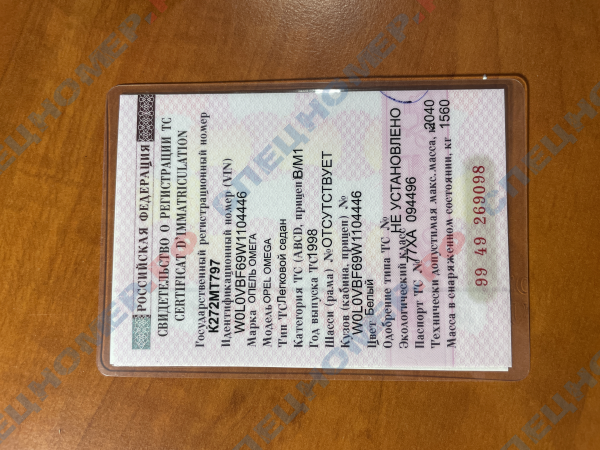 РОССИЙСКАЯ ФЕДЕРАЦИЯ
СВИДЕТЕЛЬСТВО О РЕГИСТРАЦИИ ТС
CERTIFICAT D'IMMATRICULATION
Государственный регистрационный номер
К272МТ797
Идентификационный номер (VIN)
W0L0VBF69W1104446
Марка ОПЕЛЬ ОМЕГА
Модель OPEL OMEGA
Тип ТС Легковой седан
Категория ТС (ABCD, прицеп) B/M1
Год выпуска ТС 1998
Шасси (рама) № ОТСУТСТВУЕТ
Кузов (кабина, прицеп) №
W0L0VBF69W1104446
Цвет Белый
Одобрение типа ТС №
Экологический класс НЕ УСТАНОВЛЕНО
Паспорт ТС № 77ХА 094496
Технически допустимая макс. масса, кг 2040
Масса в снаряженном состоянии, кг 1560
99 49 269098
СПЕЦНОМЕР.ТО